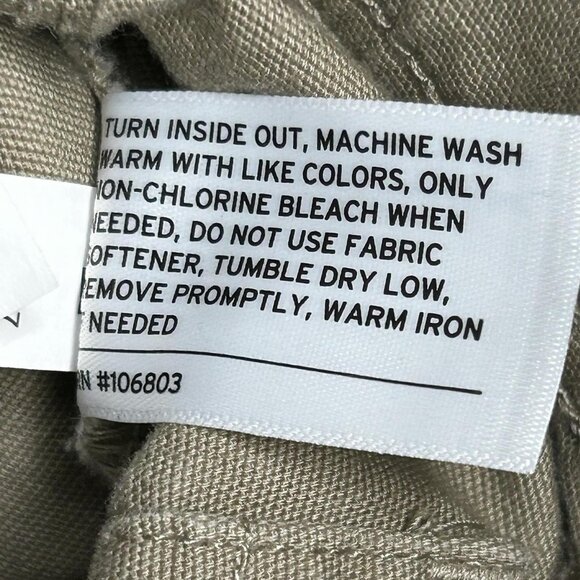 TURN INSIDE OUT, MACHINE WASH
WARM WITH LIKE COLORS, ONLY
NON-CHLORINE BLEACH WHEN
NEEDED, DO NOT USE FABRIC
SOFTENER, TUMBLE DRY LOW,
REMOVE PROMPTLY, WARM IRON
NEEDED
RN #106803